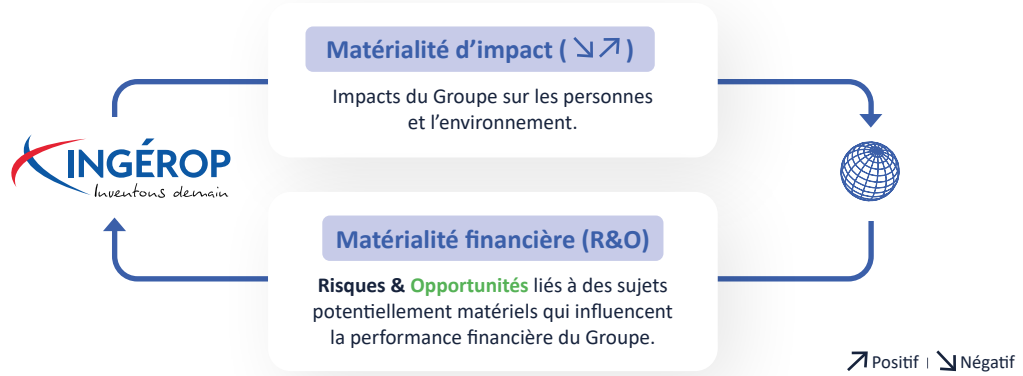 Matérialité d’impact ( ↘ ↗ )
Impacts du Groupe sur les personnes
et l’environnement.
INGÉROP
Inventons demain
Matérialité financière (R&O)
Risques & Opportunités liés à des sujets
potentiellement matériels qui influencent
la performance financière du Groupe.
↗ Positif | ↘ Négatif